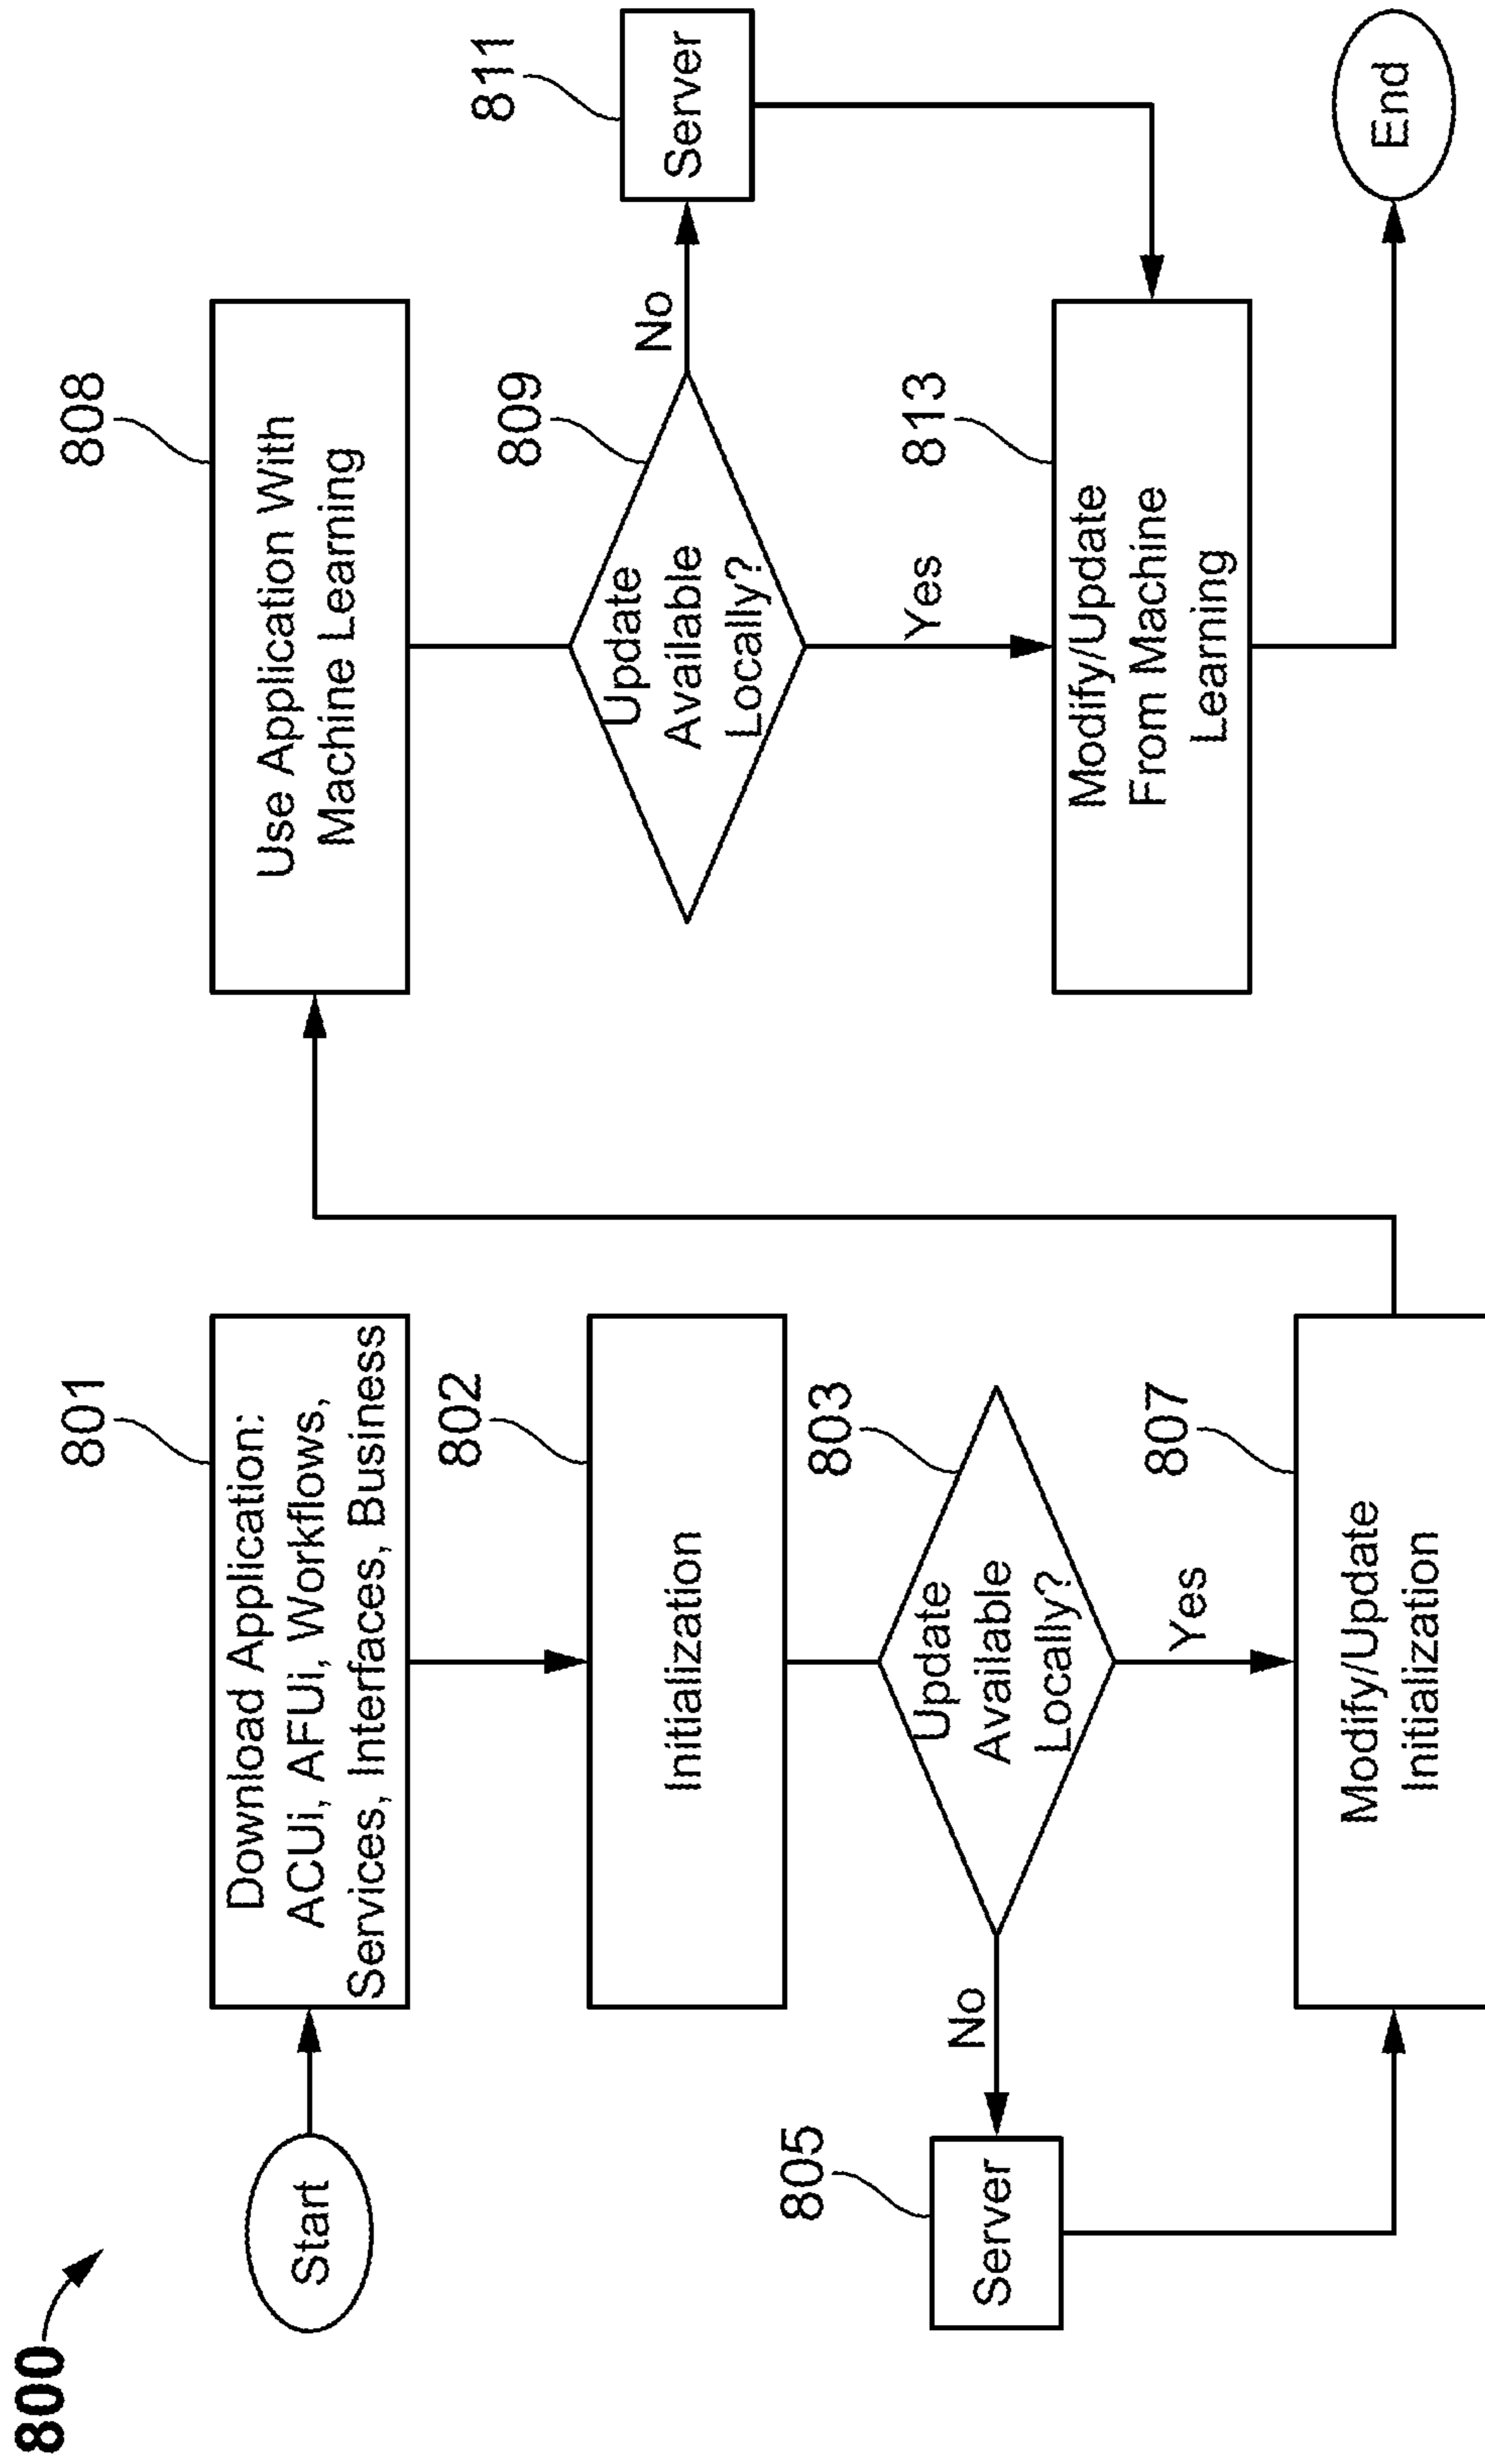 800
Start
801
Download Application:
ACUi, AFUi, Workflows,
Services, Interfaces, Business
802
Initialization
803
Update
Available
Locally?
No
805
Server
Yes
807
Modify/Update
Initialization
808
Use Application With
Machine Learning
809
Update
Available
Locally?
No
811
Server
Yes
813
Modify/Update
From Machine
Learning
End